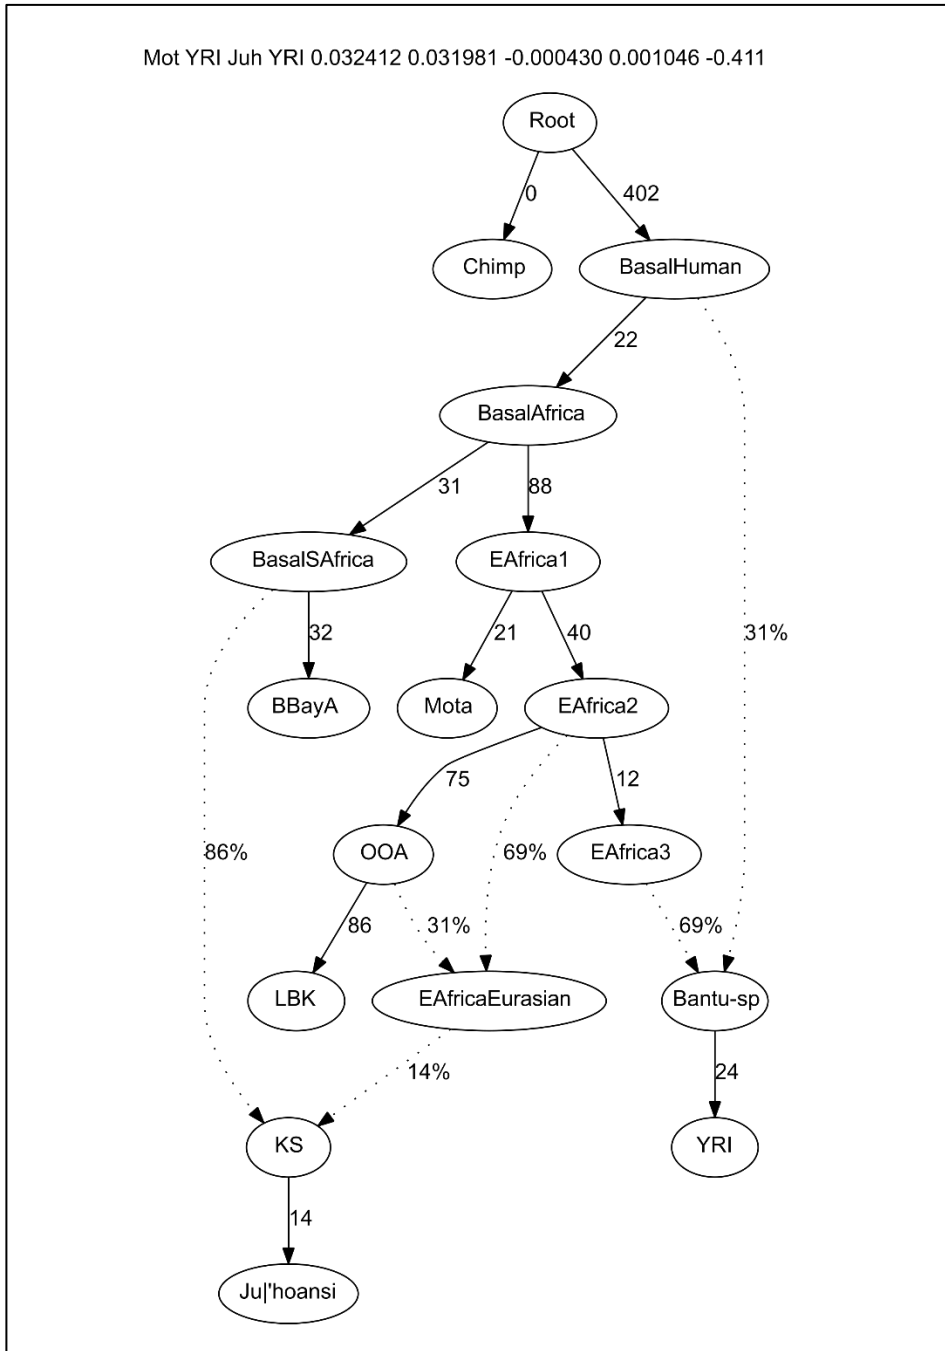 Mot YRI Juh YRI 0.032412 0.031981 -0.000430 0.001046 -0.411
Root
0
402
Chimp
BasalHuman
22
BasalAfrica
31
88
BasalSAfrica
EAfrica1
32
21
40
31%
BBayA
Mota
EAfrica2
75
12
86%
OOA
69%
EAfrica3
86
31%
69%
LBK
EAfricaEurasian
Bantu-sp
14%
24
KS
YRI
14
Ju|'hoansi